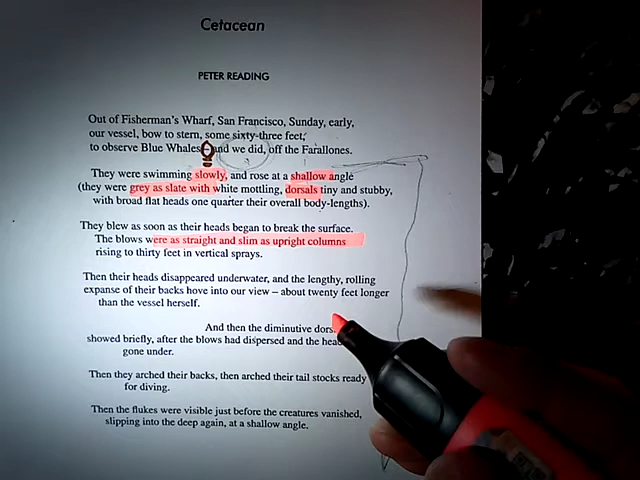 Cetacean
PETER READING
Out of Fisherman's Wharf, San Francisco, Sunday, early,
our vessel, bow to stern, some sixty-three feet,
to observe Blue Whales and we did, off the Farallones.
They were swimming slowly, and rose at a shallow angle
(they were grey as slate with white mottling, dorsals tiny and stubby,
with broad flat heads one quarter their overall body-lengths).
They blew as soon as their heads began to break the surface.
The blows were as straight and slim as upright columns
rising to thirty feet in vertical sprays.
Then their heads disappeared underwater, and the lengthy, rolling
expanse of their backs hove into our view – about twenty feet longer
than the vessel herself.
And then the diminutive
showed briefly, after the blows had dispersed and the
gone under.
Then they arched their backs, then arched their tail stocks ready
for diving.
Then the flukes were visible just before the creatures vanished,
slipping into the deep again, at a shallow angle.